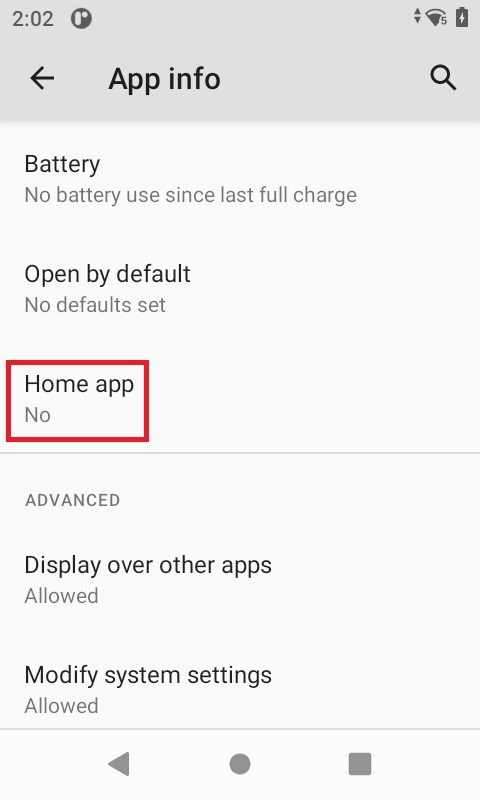 2:02
5
App info
Battery
No battery use since last full charge
Open by default
No defaults set
Home app
No
ADVANCED
Display over other apps
Allowed
Modify system settings
Allowed